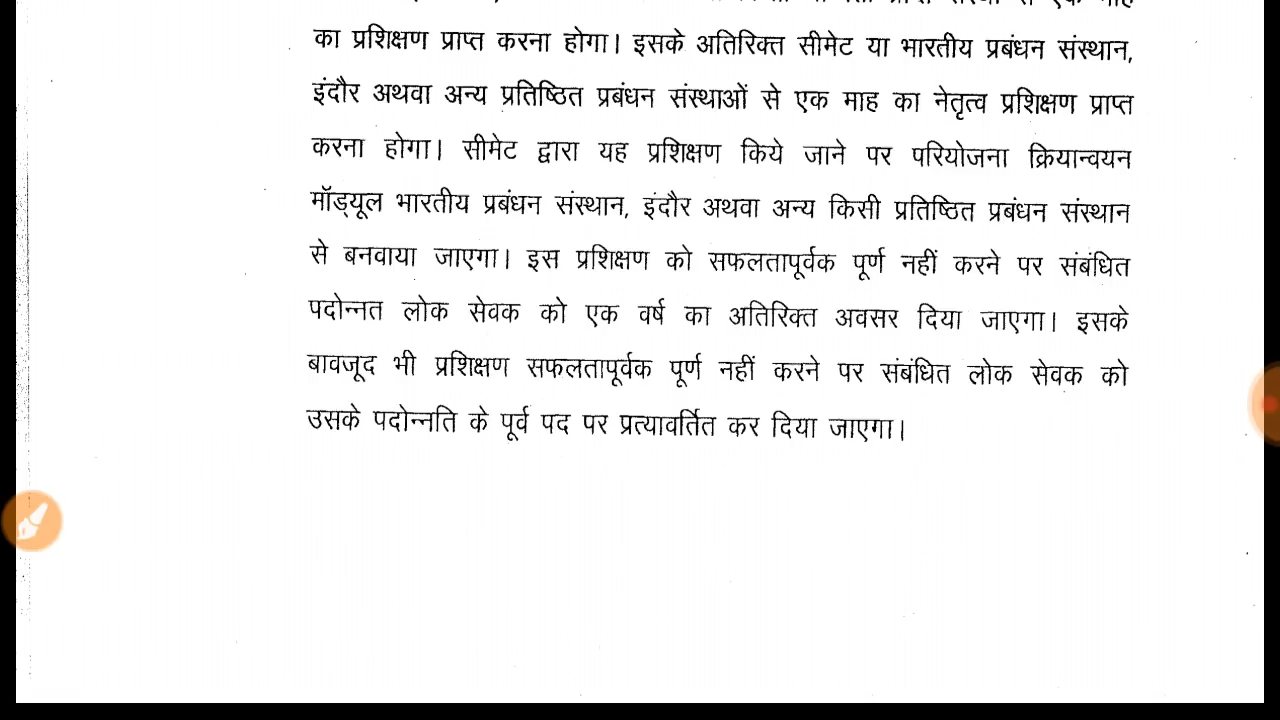 का प्रशिक्षण प्राप्त करना होगा। इसके अतिरिक्त सीमेट या भारतीय प्रबंधन संस्थान,
इंदौर अथवा अन्य प्रतिष्ठित प्रबंधन संस्थाओं से एक माह का नेतृत्व प्रशिक्षण प्राप्त
करना होगा। सीमेट द्वारा यह प्रशिक्षण किये जाने पर परियोजना क्रियान्वयन
मॉड्यूल भारतीय प्रबंधन संस्थान, इंदौर अथवा अन्य किसी प्रतिष्ठित प्रबंधन संस्थान
से बनवाया जाएगा। इस प्रशिक्षण को सफलतापूर्वक पूर्ण नहीं करने पर संबंधित
पदोन्नत लोक सेवक को एक वर्ष का अतिरिक्त अवसर दिया जाएगा। इसके
बावजूद भी प्रशिक्षण सफलतापूर्वक पूर्ण नहीं करने पर संबंधित लोक सेवक को
उसके पदोन्नति के पूर्व पद पर प्रत्यावर्तित कर दिया जाएगा।